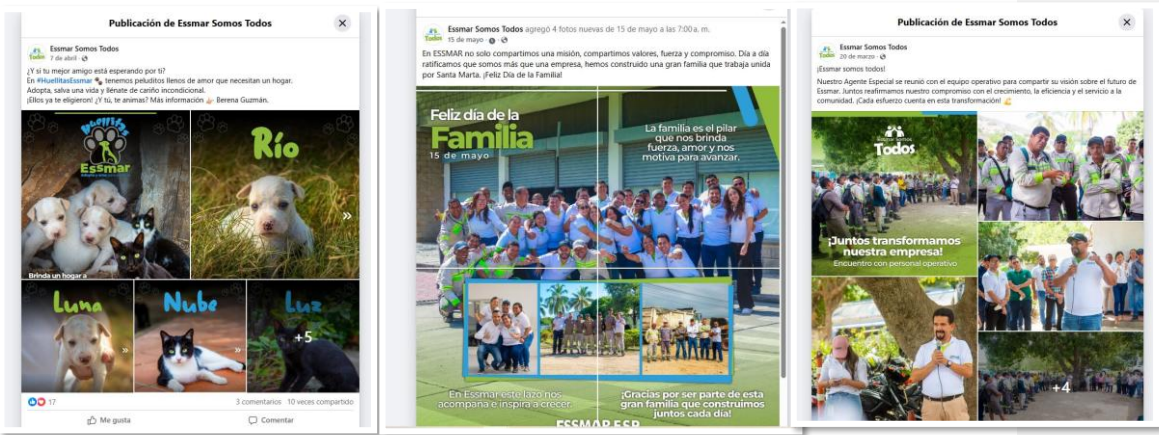 Publicación de Essmar Somos Todos
Essmar Somos Todos
7 de abril
¿Y si tu mejor amigo está esperando por ti?
En #HuellitasEssmar 🐾 tenemos peluditos llenos de amor que necesitan un hogar.
Adopta, salva una vida y llénate de cariño incondicional.
¡Ellos ya te eligieron! ¿Y tú, te animas? Más información 👉 Berena Guzmán.
Huellitas
Essmar
Río
Brinda un hogar a
Luna
Nube
Luz
+5
17
3 comentarios 10 veces compartido
Me gusta
Comentar
Essmar Somos Todos agregó 4 fotos nuevas de 15 de mayo a las 7:00 a. m.
15 de mayo
En ESSMAR no solo compartimos una misión, compartimos valores, fuerza y compromiso. Día a día
ratificamos que somos más que una empresa, hemos construido una gran familia que trabaja unida
por Santa Marta. ¡Feliz Día de la Familia!
Feliz día de la
Familia
15 de mayo
La familia es el pilar
que nos brinda
fuerza, amor y nos
motiva para avanzar.
En Essmar este lazo nos
acompaña e inspira a crecer.
¡Gracias por ser parte de esta
gran familia que construimos
juntos cada día!
ESSMAR ESP
Publicación de Essmar Somos Todos
Essmar Somos Todos
20 de marzo
¡Essmar somos todos!
Nuestro Agente Especial se reunió con el equipo operativo para compartir su visión sobre el futuro de
Essmar. Juntos reafirmamos nuestro compromiso con el crecimiento, la eficiencia y el servicio a la
comunidad. ¡Cada esfuerzo cuenta en esta transformación! 💪
Essmar somos
Todos
¡Juntos transformamos
nuestra empresa!
Encuentro con personal operativo
+4